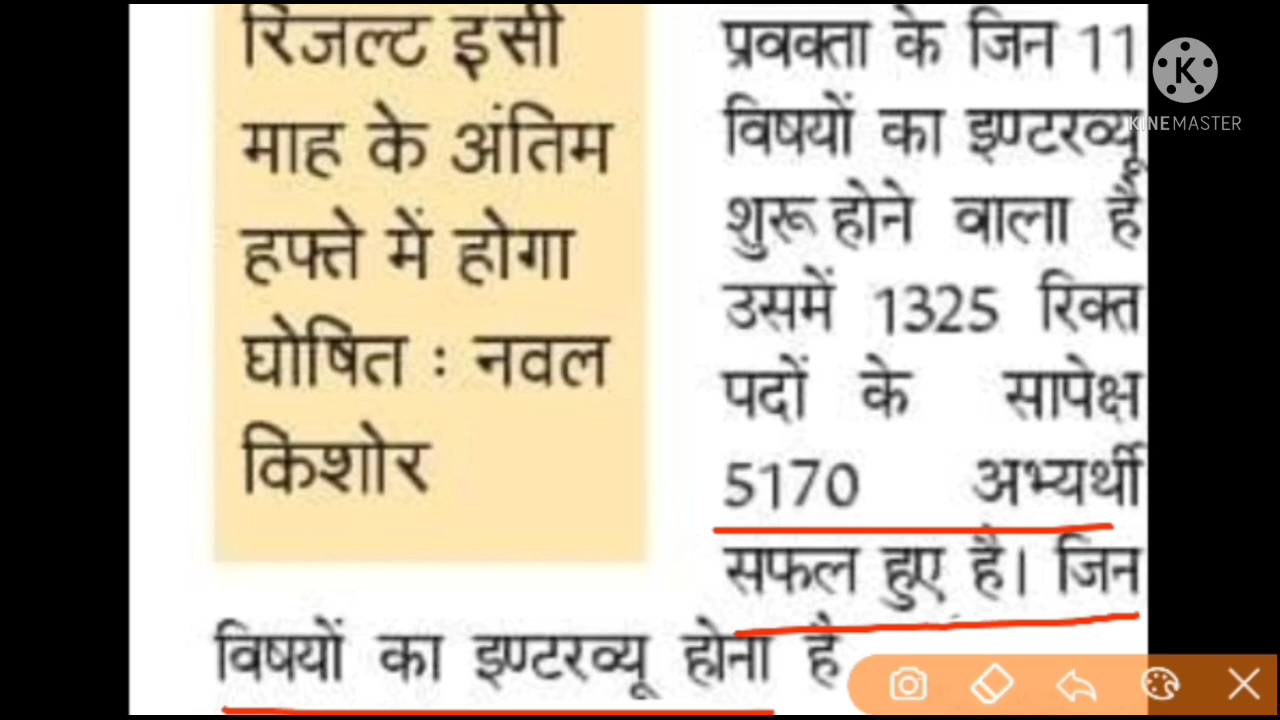 रिजल्ट इसी
माह के अंतिम
हफ्ते में होगा
घोषित : नवल
किशोर
प्रवक्ता के जिन 11
विषयों का इण्टरव्यू
शुरू होने वाला है
उसमें 1325 रिक्त
पदों के सापेक्ष
5170 अभ्यर्थी
सफल हुए है। जिन
विषयों का इण्टरव्यू होना है
K
KINEMASTER